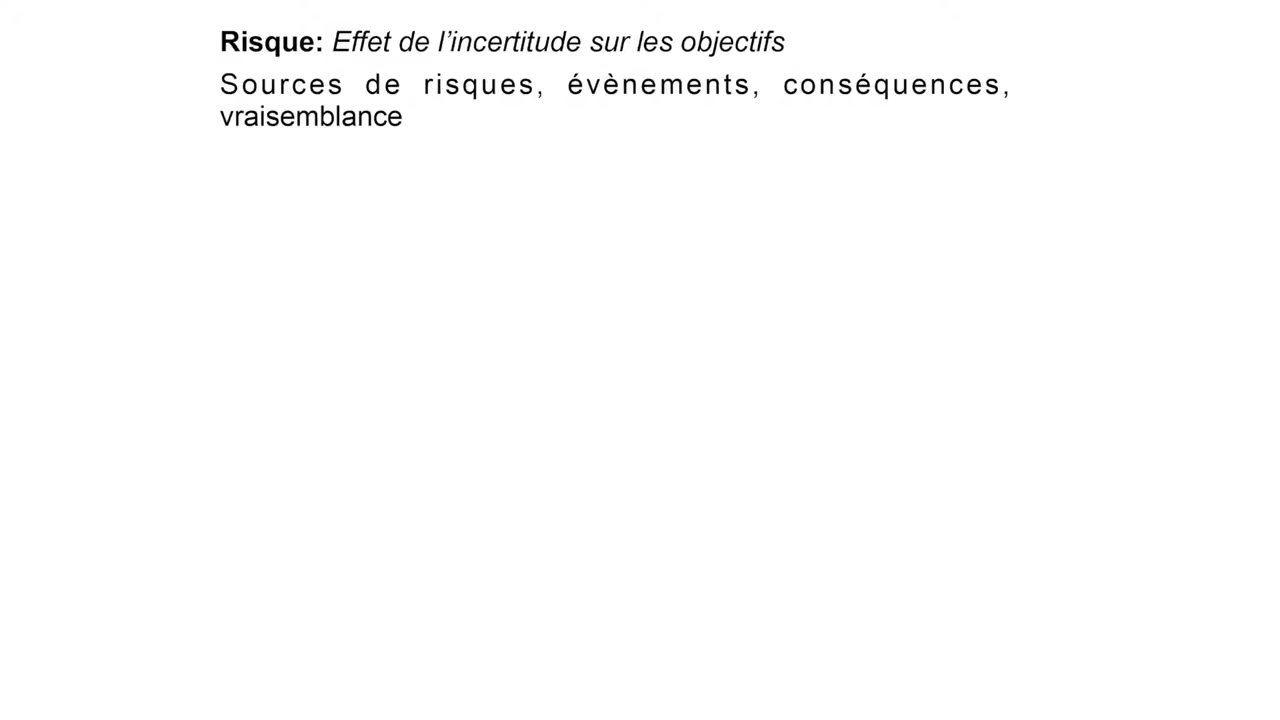 Risque: Effet de l’incertitude sur les objectifs
Sources de risques, évènements, conséquences,
vraisemblance